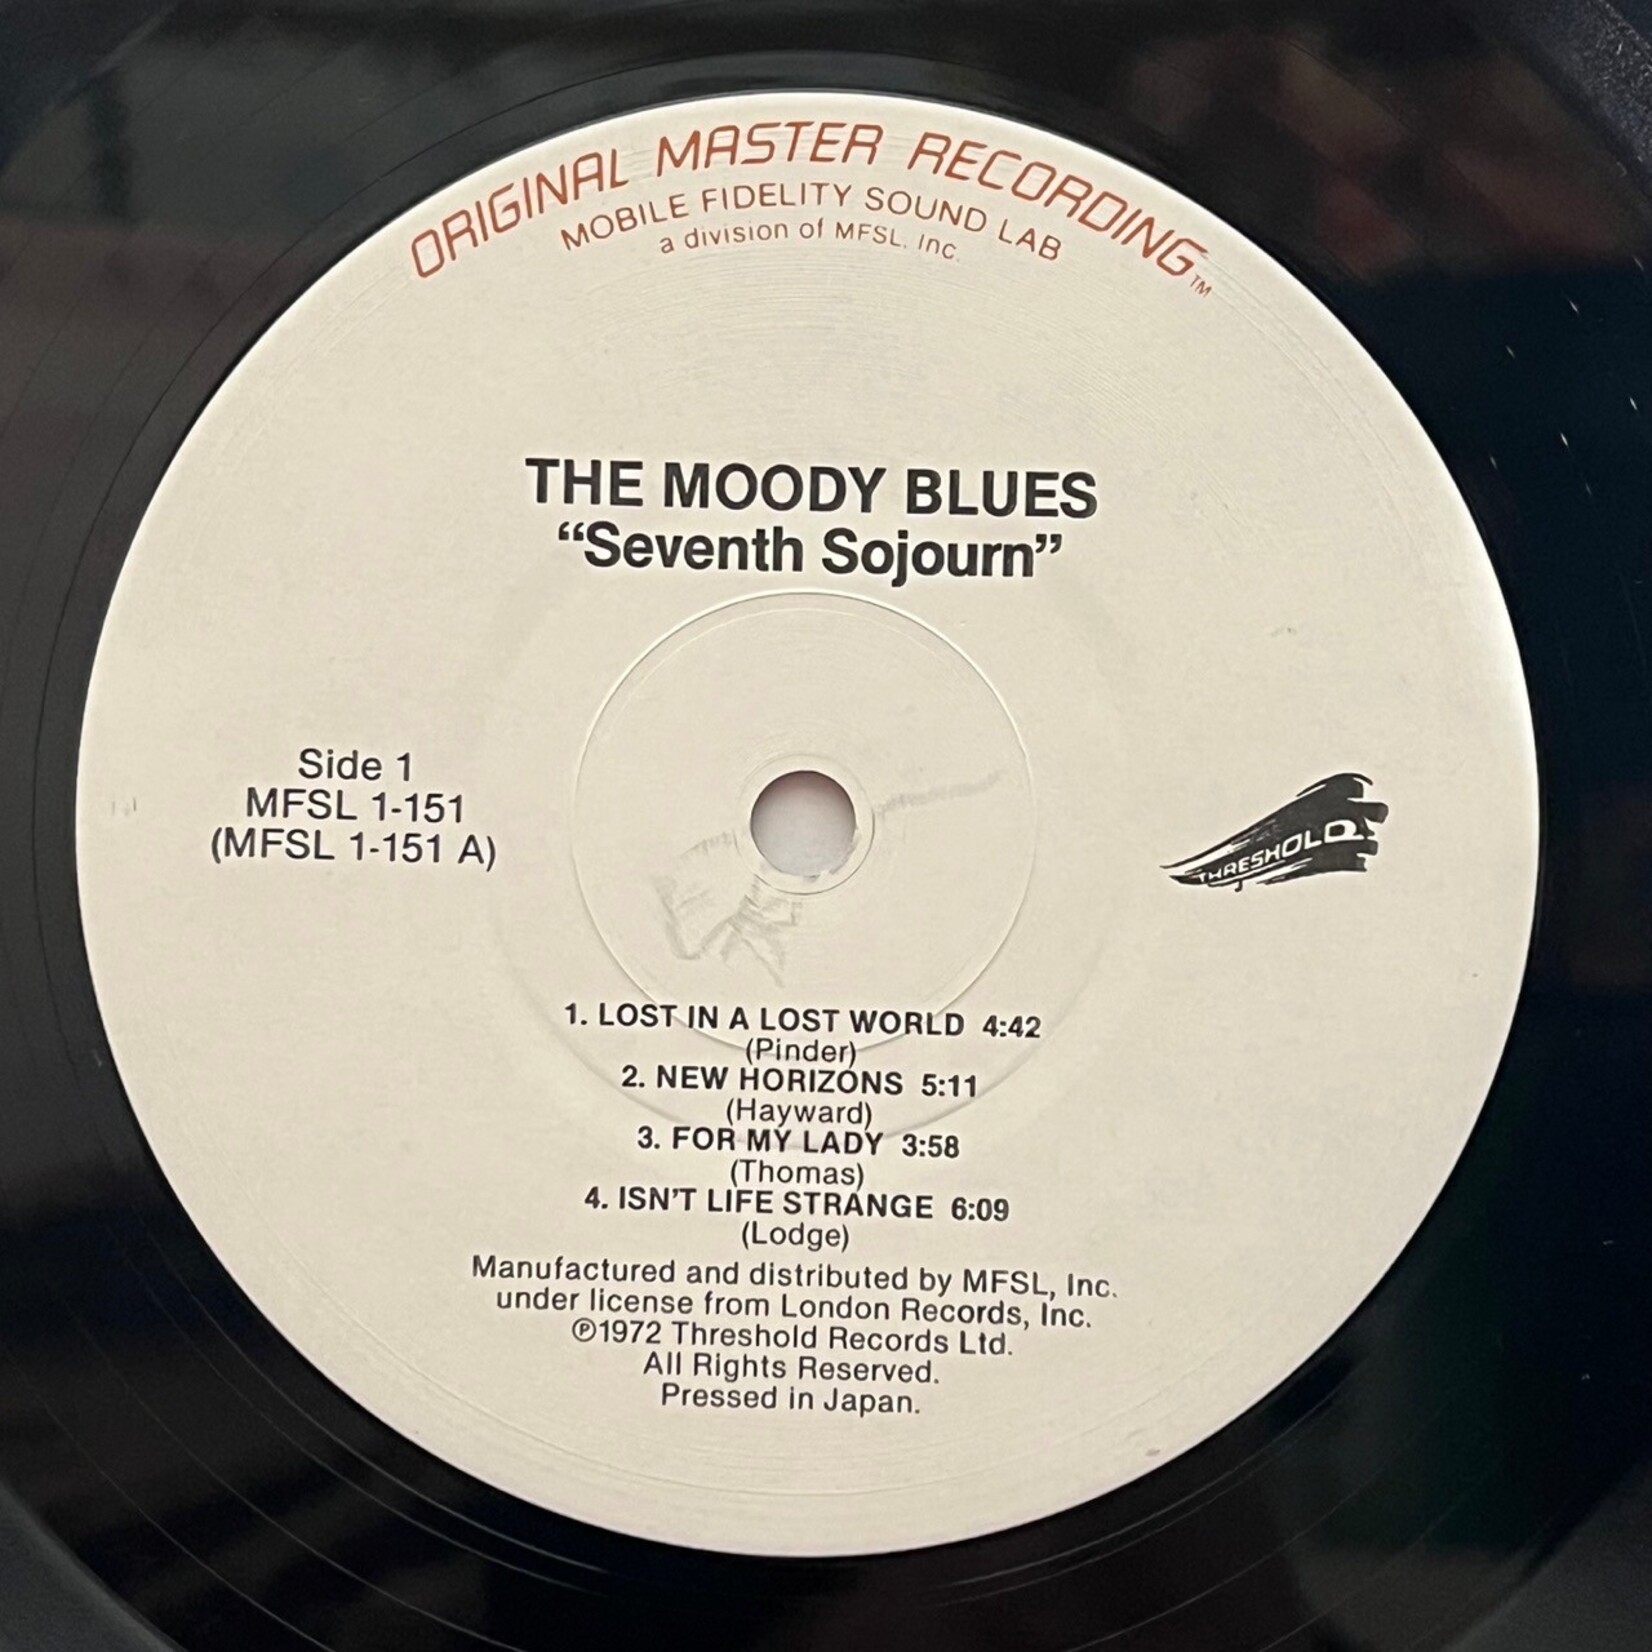 ORIGINAL MASTER RECORDING™
MOBILE FIDELITY SOUND LAB
a division of MFSL, Inc.
THE MOODY BLUES
“Seventh Sojourn”
Side 1
MFSL 1-151
(MFSL 1-151 A)
THRESHOLD
1. LOST IN A LOST WORLD 4:42
(Pinder)
2. NEW HORIZONS 5:11
(Hayward)
3. FOR MY LADY 3:58
(Thomas)
4. ISN'T LIFE STRANGE 6:09
(Lodge)
Manufactured and distributed by MFSL, Inc.
under license from London Records, Inc.
℗1972 Threshold Records Ltd.
All Rights Reserved.
Pressed in Japan.